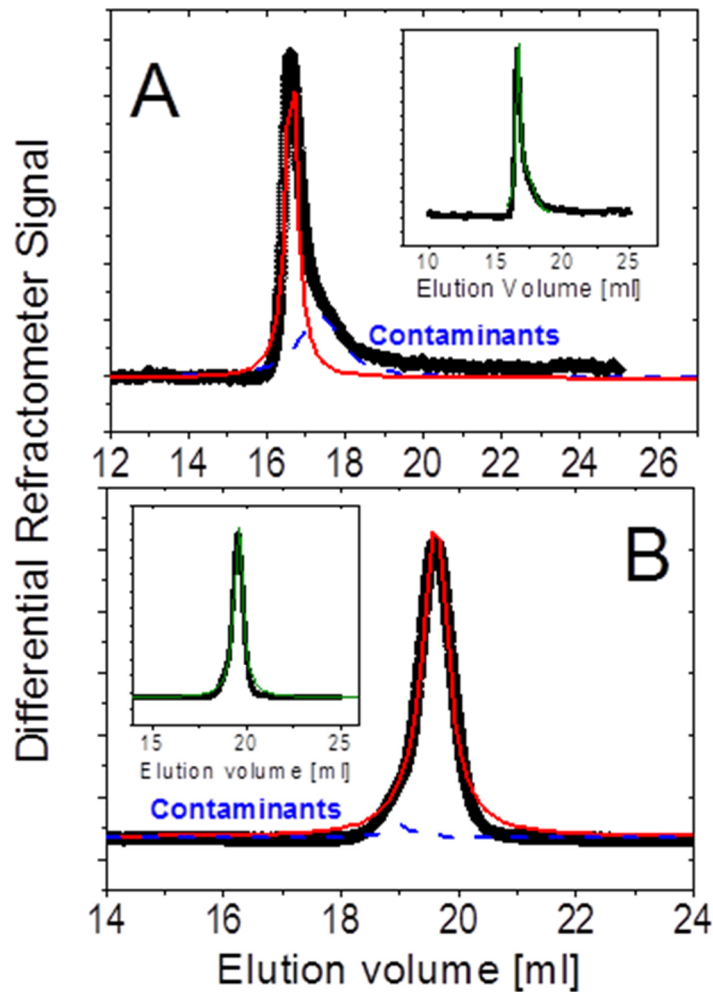 Differential Refractometer Signal
A
10 15 20 25
Elution Volume [ml]
Contaminants
12 14 16 18 20 22 24 26
B
15 20 25
Elution volume [ml]
Contaminants
14 16 18 20 22 24
Elution volume [ml]